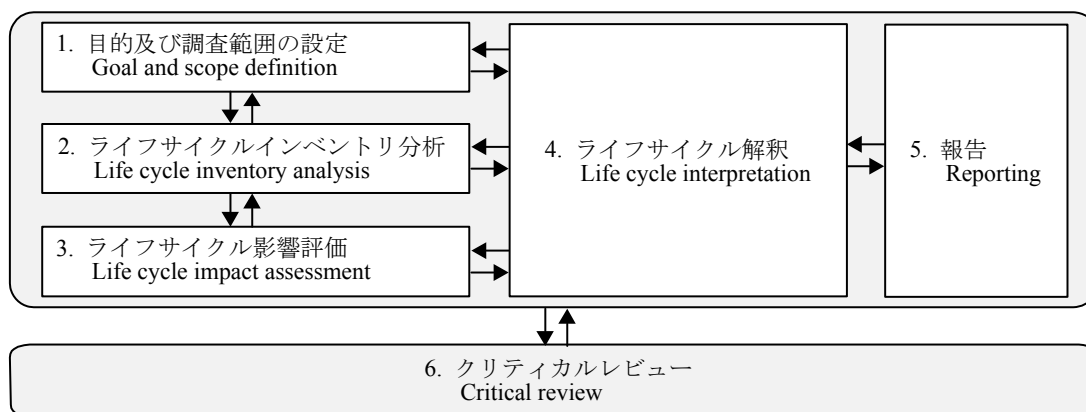 1. 目的及び調査範囲の設定
Goal and scope definition
2. ライフサイクルインベントリ分析
Life cycle inventory analysis
3. ライフサイクル影響評価
Life cycle impact assessment
4. ライフサイクル解釈
Life cycle interpretation
5. 報告
Reporting
6. クリティカルレビュー
Critical review